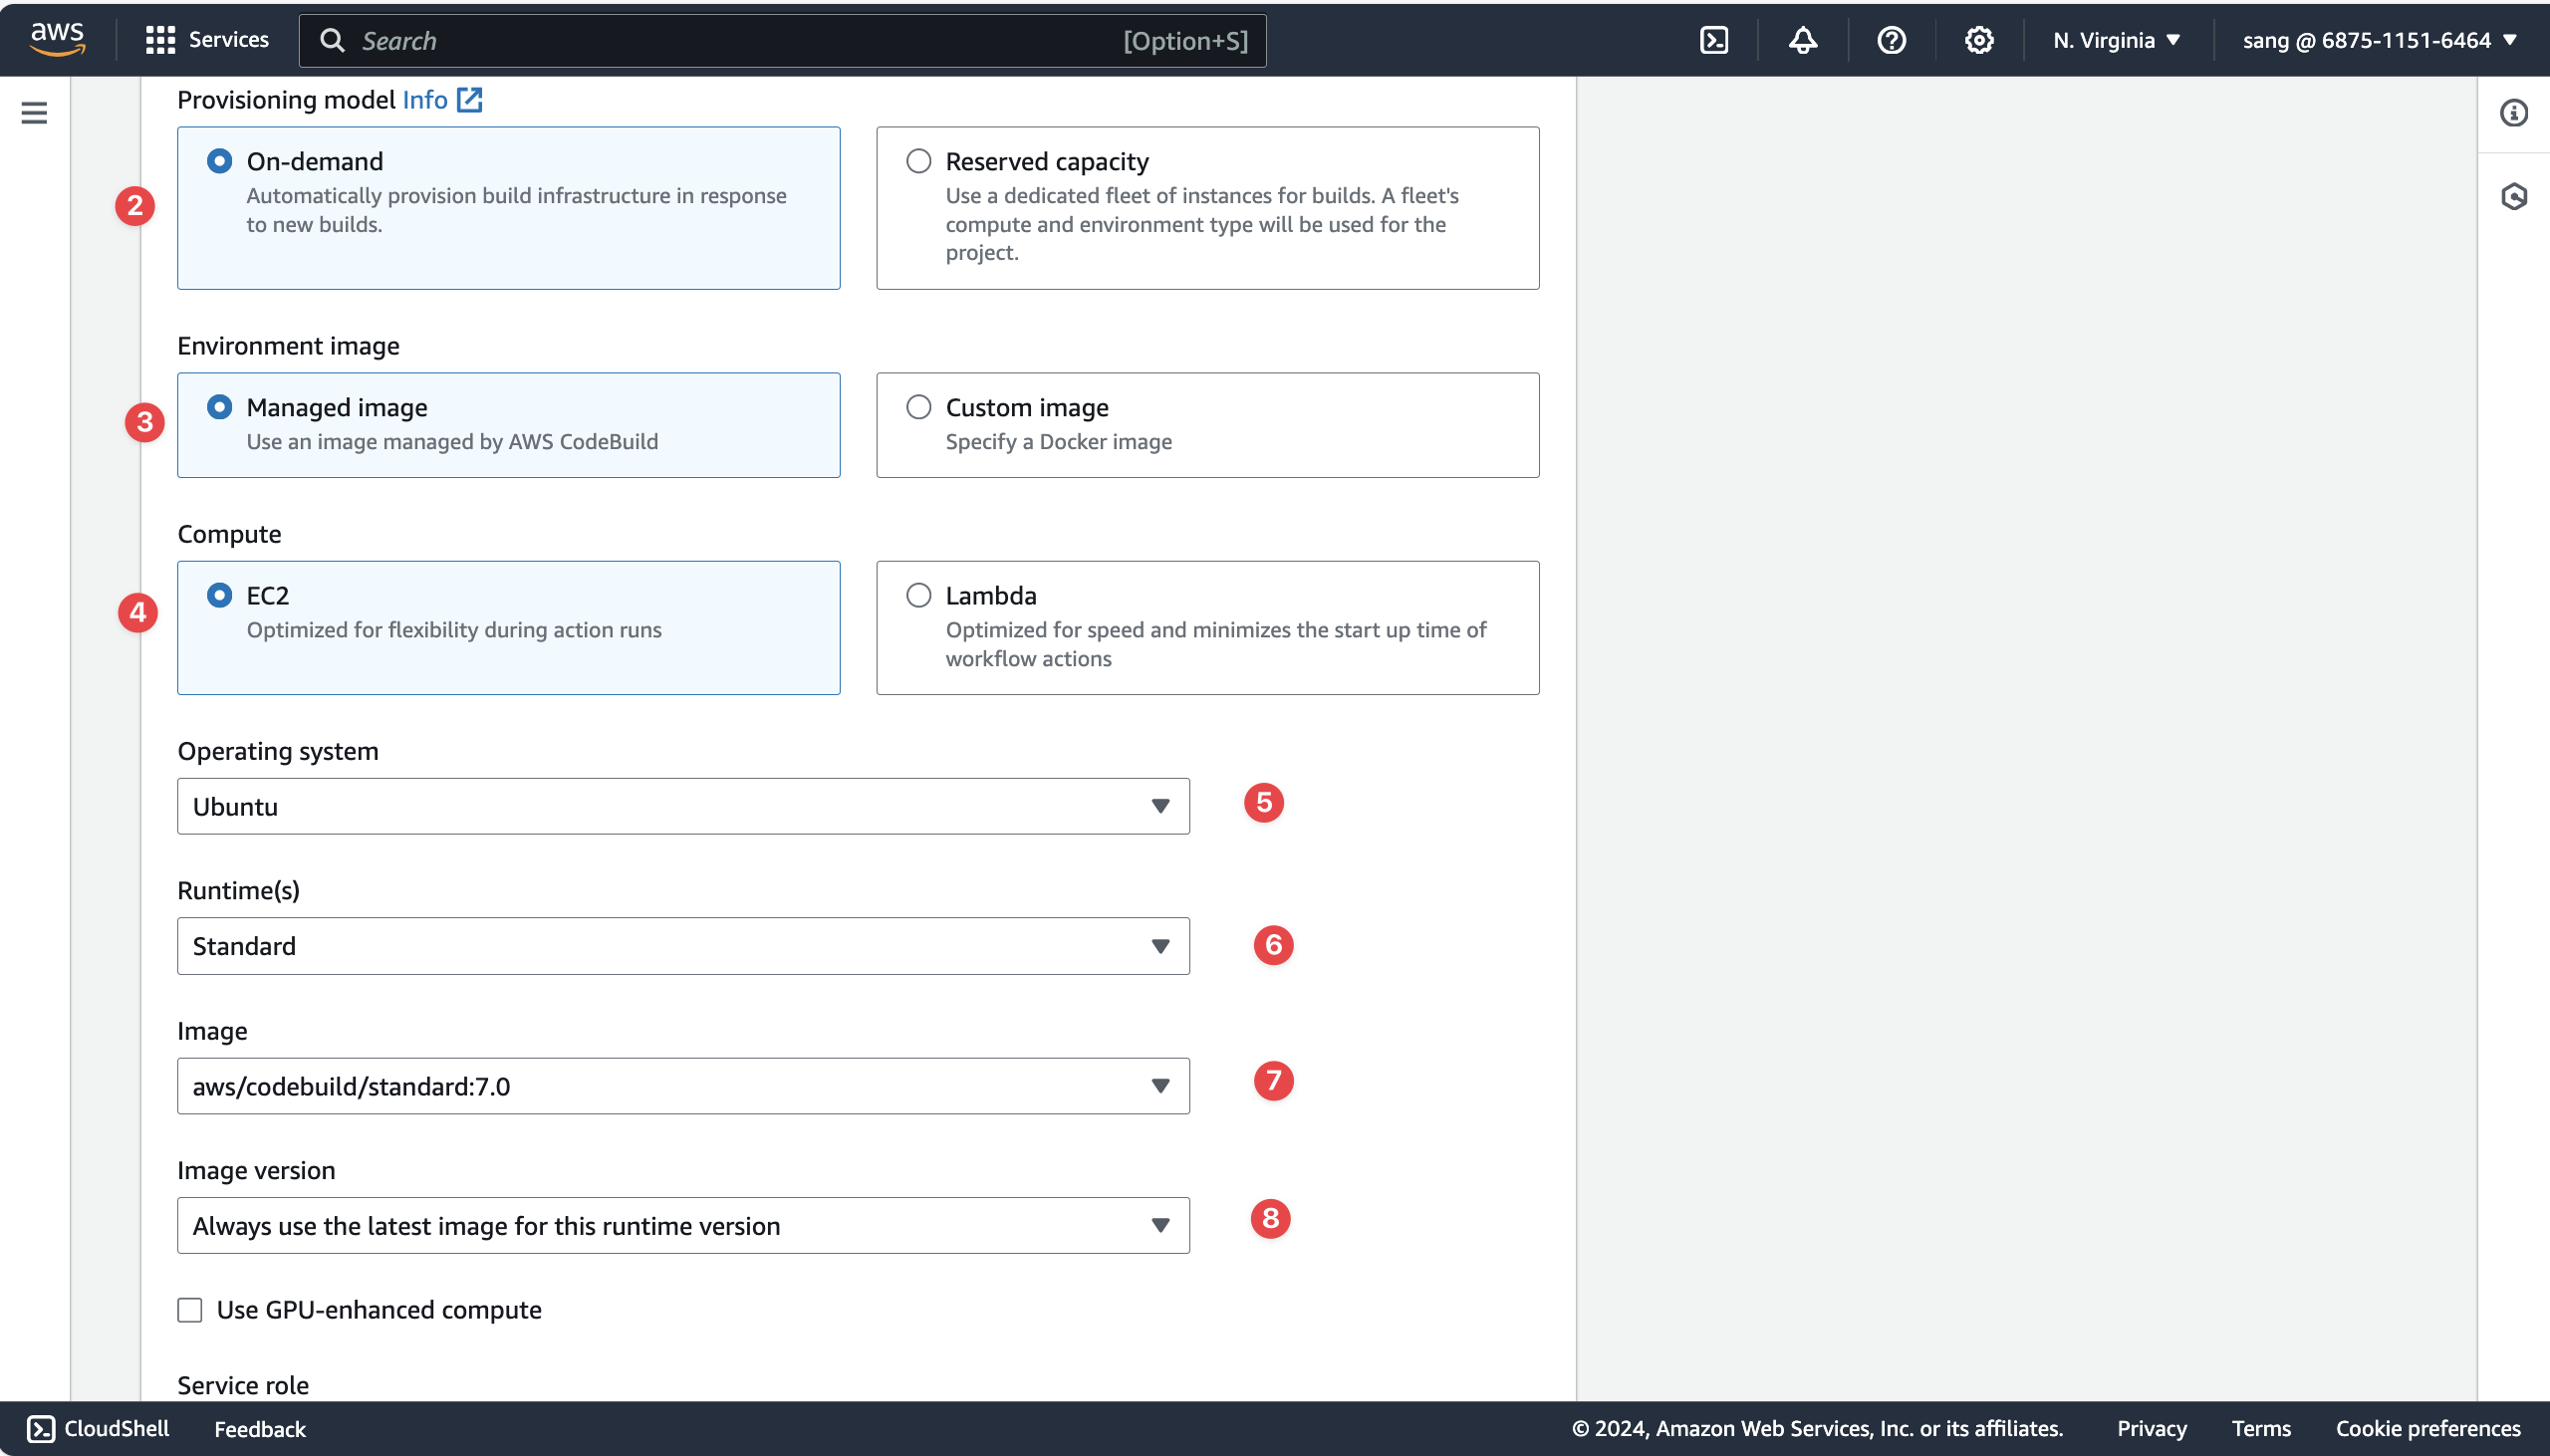 aws
Services
Search
[Option+S]
N. Virginia
sang @ 6875-1151-6464
Provisioning model Info
2
On-demand
Automatically provision build infrastructure in response
to new builds.
Reserved capacity
Use a dedicated fleet of instances for builds. A fleet's
compute and environment type will be used for the
project.
Environment image
3
Managed image
Use an image managed by AWS CodeBuild
Custom image
Specify a Docker image
Compute
4
EC2
Optimized for flexibility during action runs
Lambda
Optimized for speed and minimizes the start up time of
workflow actions
Operating system
Ubuntu
5
Runtime(s)
Standard
6
Image
aws/codebuild/standard:7.0
7
Image version
Always use the latest image for this runtime version
8
Use GPU-enhanced compute
Service role
CloudShell
Feedback
© 2024, Amazon Web Services, Inc. or its affiliates.
Privacy
Terms
Cookie preferences